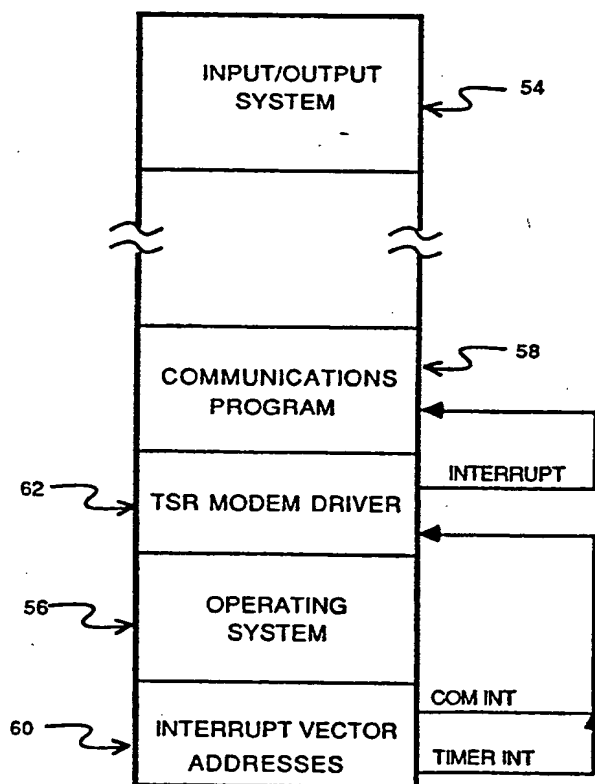 INPUT/OUTPUT
SYSTEM
54
COMMUNICATIONS
PROGRAM
58
INTERRUPT
62
TSR MODEM DRIVER
56
OPERATING
SYSTEM
COM INT
60
INTERRUPT VECTOR
ADDRESSES
TIMER INT